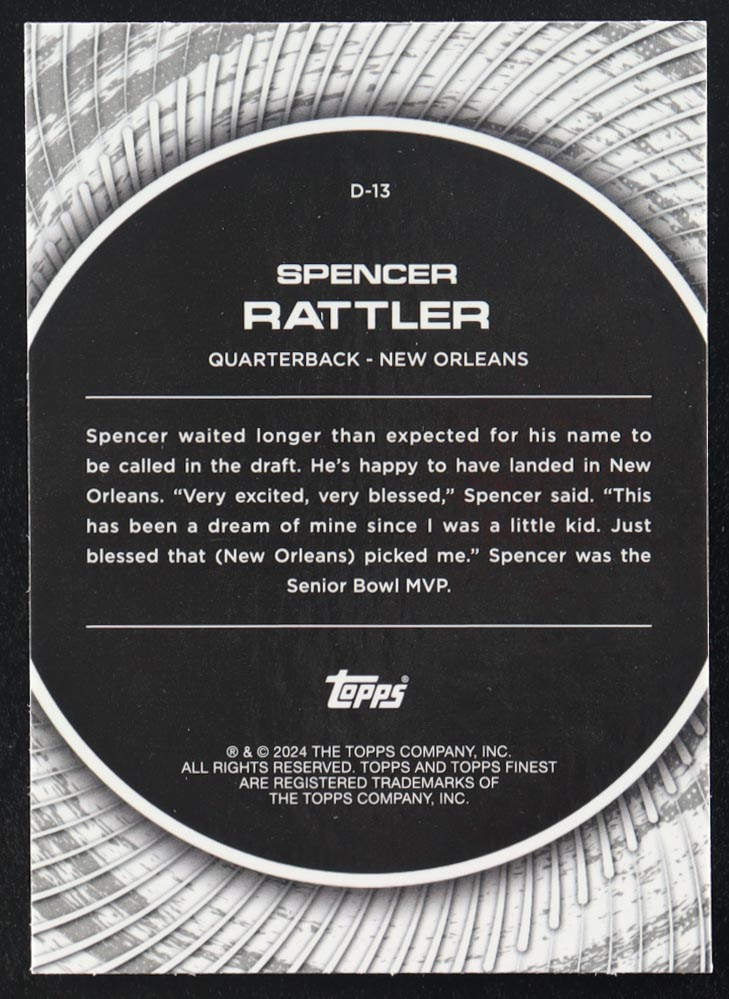 D-13
SPENCER
RATTLER
QUARTERBACK - NEW ORLEANS
Spencer waited longer than expected for his name to
be called in the draft. He's happy to have landed in New
Orleans. “Very excited, very blessed,” Spencer said. “This
has been a dream of mine since I was a little kid. Just
blessed that (New Orleans) picked me.” Spencer was the
Senior Bowl MVP.
Topps®
® & © 2024 THE TOPPS COMPANY, INC.
ALL RIGHTS RESERVED. TOPPS AND TOPPS FINEST
ARE REGISTERED TRADEMARKS OF
THE TOPPS COMPANY, INC.